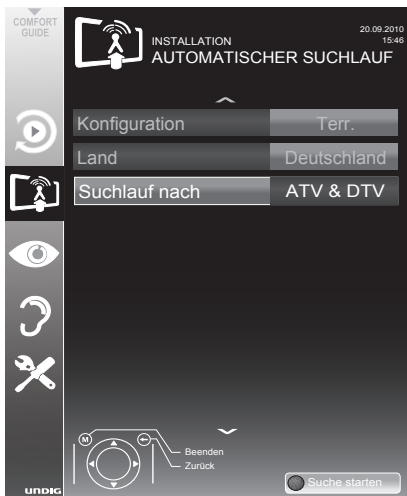 COMFORT
GUIDE
20.09.2010
15:46
INSTALLATION
AUTOMATISCHER SUCHLAUF
Konfiguration Terr.
Land Deutschland
Suchlauf nach ATV & DTV
M
Beenden
Zurück
Suche starten
UNDIG